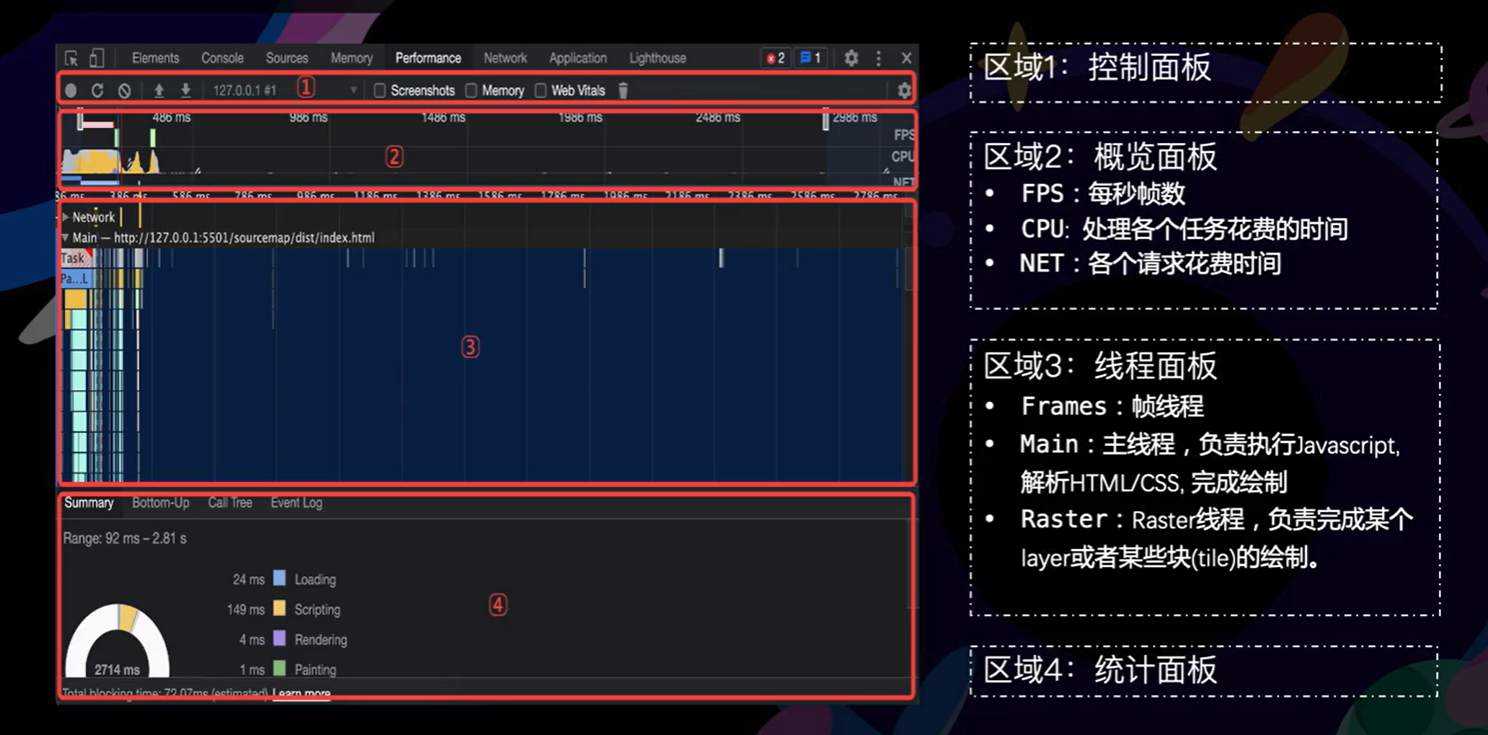 Elements Console Sources Memory Performance Network Application Lighthouse 2 1
127.0.0.1 #1 ① Screenshots Memory Web Vitals
486 ms 986 ms 1486 ms 1986 ms 2486 ms 2986 ms
FPS
②
CPU
NET
386 ms 586 ms 786 ms 986 ms 1186 ms 1386 ms 1586 ms 1786 ms 1986 ms 2186 ms 2386 ms 2586 ms 2786 ms
Network
Main — http://127.0.0.1:5501/sourcemap/dist/index.html
Task
Pa...L
③
Summary Bottom-Up Call Tree Event Log
Range: 92 ms – 2.81 s
24 ms Loading
149 ms Scripting
④
4 ms Rendering
1 ms Painting
2714 ms
Total blocking time: 72.07ms (estimated) Learn more
区域1：控制面板
区域2：概览面板
• FPS：每秒帧数
• CPU: 处理各个任务花费的时间
• NET：各个请求花费时间
区域3：线程面板
• Frames：帧线程
• Main：主线程，负责执行Javascript,
解析HTML/CSS, 完成绘制
• Raster：Raster线程，负责完成某个
layer或者某些块(tile)的绘制。
区域4：统计面板